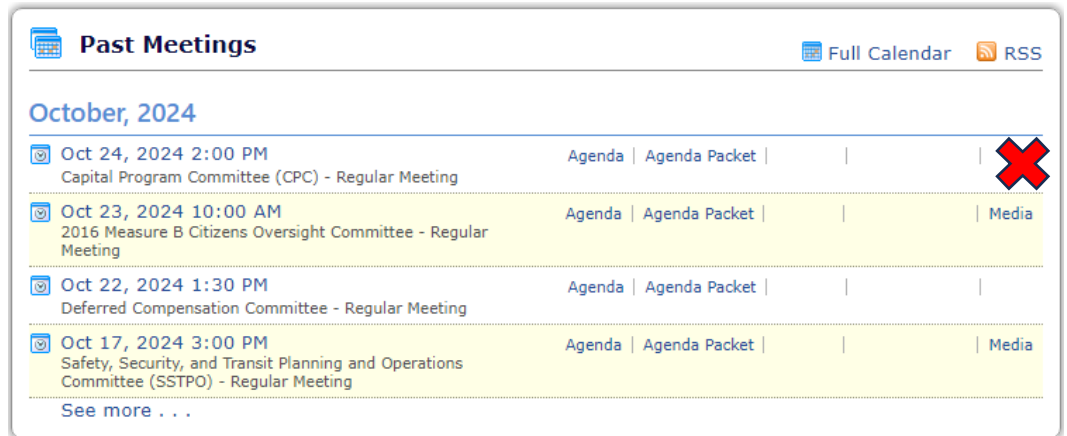 Past Meetings
Full Calendar RSS
October, 2024
Oct 24, 2024 2:00 PM Agenda | Agenda Packet | | |
Capital Program Committee (CPC) - Regular Meeting
Oct 23, 2024 10:00 AM Agenda | Agenda Packet | | | Media
2016 Measure B Citizens Oversight Committee - Regular
Meeting
Oct 22, 2024 1:30 PM Agenda | Agenda Packet | | |
Deferred Compensation Committee - Regular Meeting
Oct 17, 2024 3:00 PM Agenda | Agenda Packet | | | Media
Safety, Security, and Transit Planning and Operations
Committee (SSTPO) - Regular Meeting
See more . . .